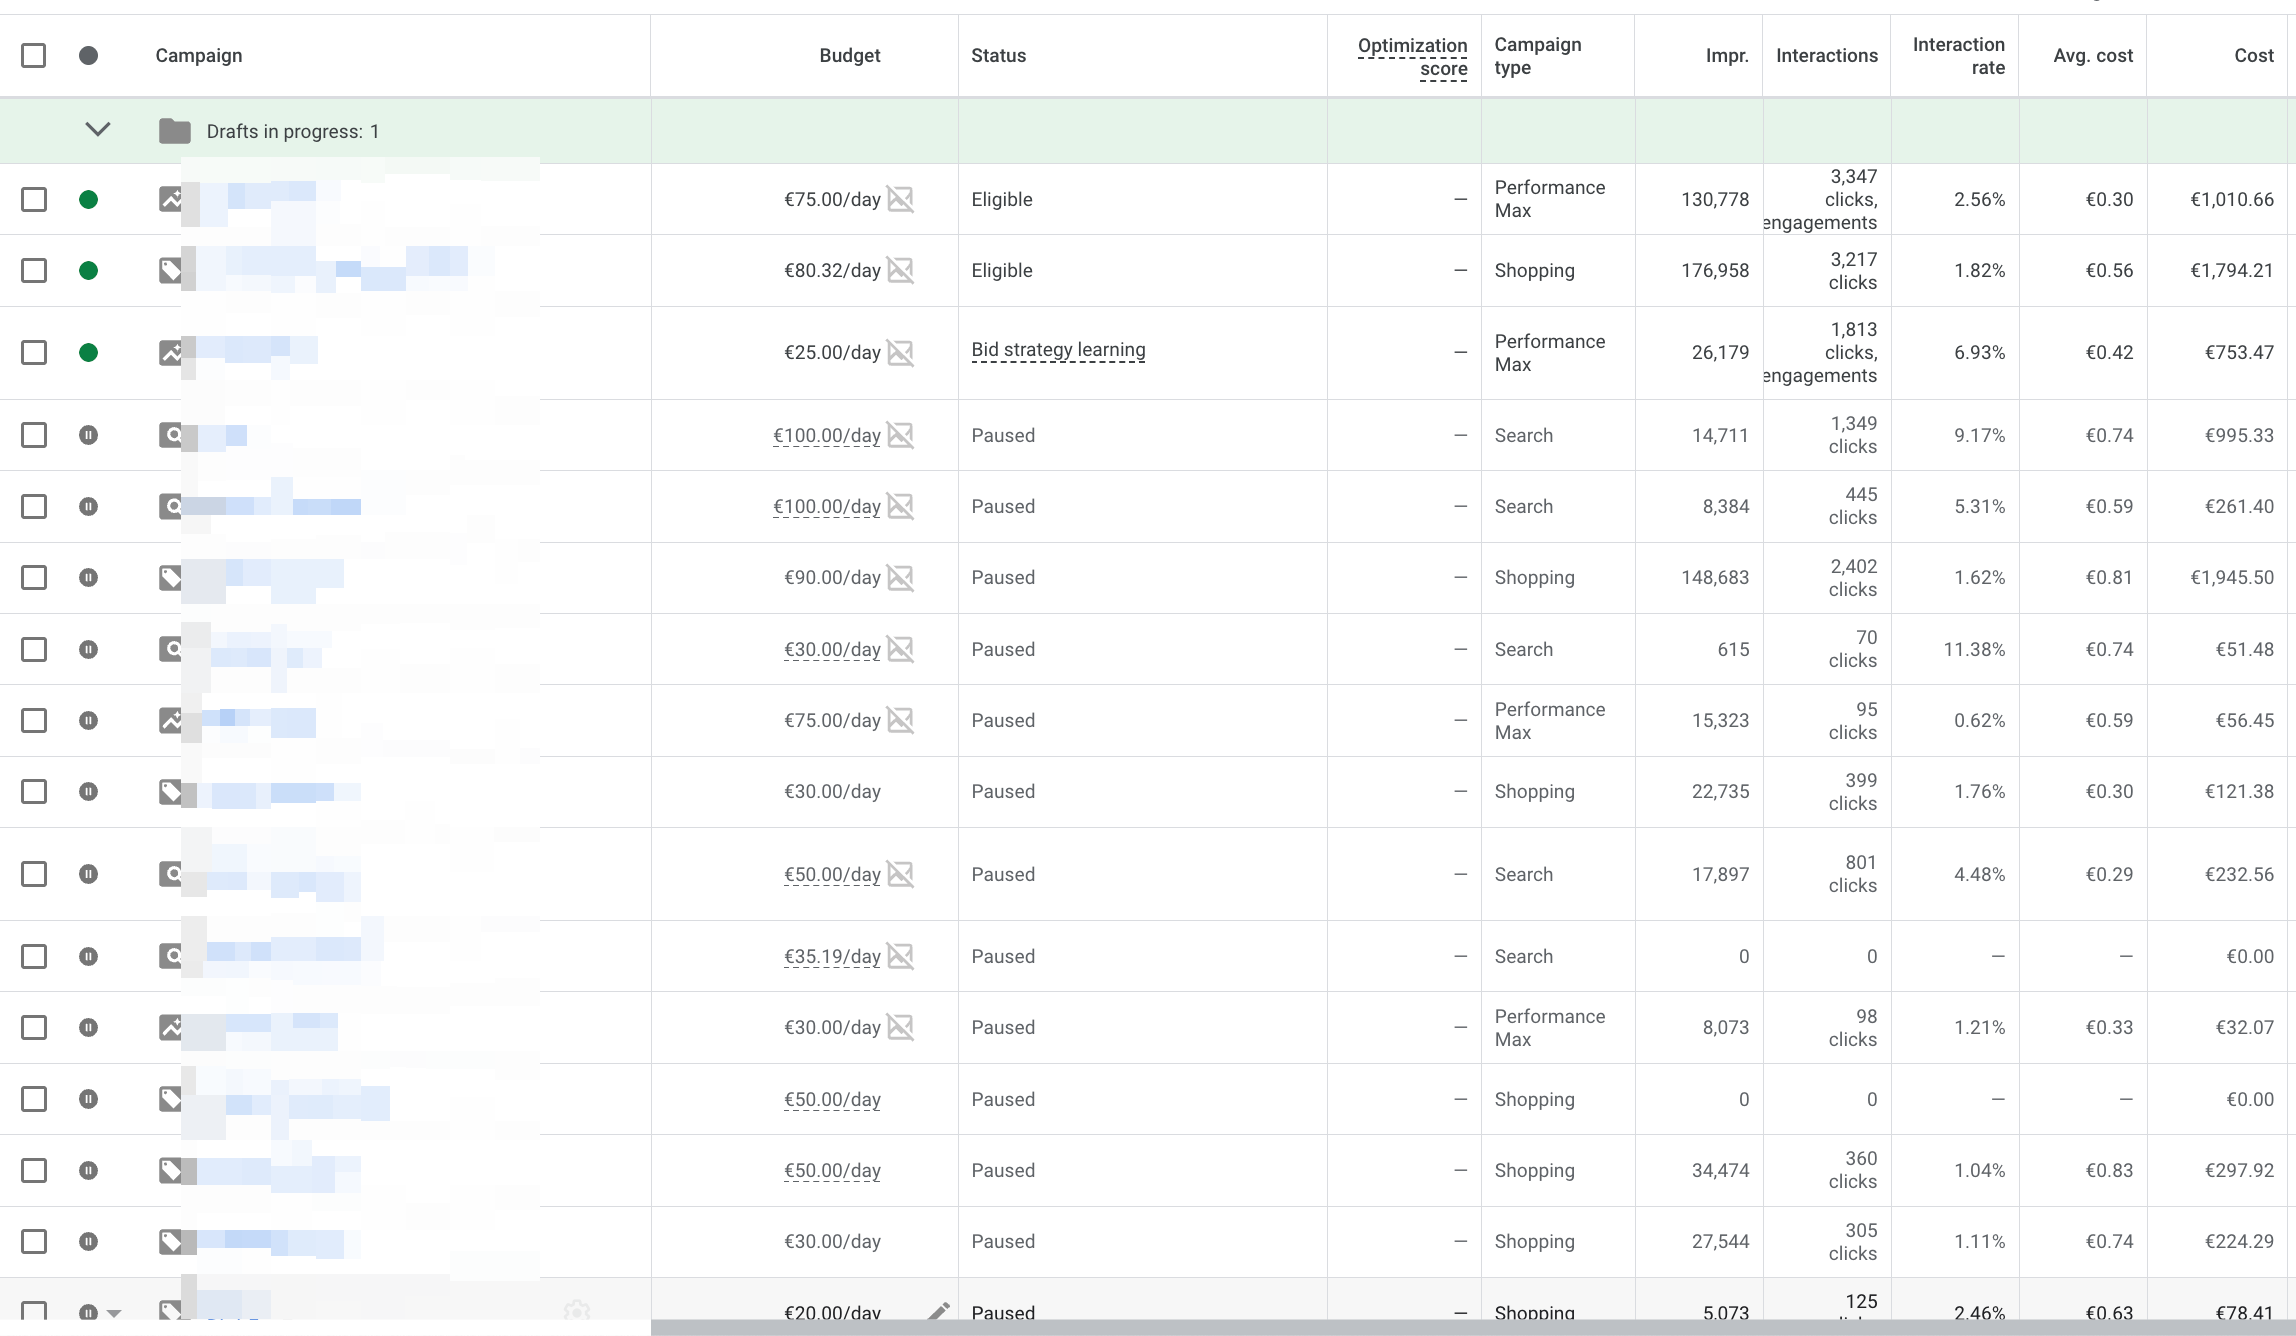 Campaign Budget Status Optimization score Campaign type Impr. Interactions Interaction rate Avg. cost Cost
Drafts in progress: 1
€75.00/day Eligible — Performance Max 130,778 3,347 clicks, engagements 2.56% €0.30 €1,010.66
€80.32/day Eligible — Shopping 176,958 3,217 clicks 1.82% €0.56 €1,794.21
€25.00/day Bid strategy learning — Performance Max 26,179 1,813 clicks, engagements 6.93% €0.42 €753.47
€100.00/day Paused — Search 14,711 1,349 clicks 9.17% €0.74 €995.33
€100.00/day Paused — Search 8,384 445 clicks 5.31% €0.59 €261.40
€90.00/day Paused — Shopping 148,683 2,402 clicks 1.62% €0.81 €1,945.50
€30.00/day Paused — Search 615 70 clicks 11.38% €0.74 €51.48
€75.00/day Paused — Performance Max 15,323 95 clicks 0.62% €0.59 €56.45
€30.00/day Paused — Shopping 22,735 399 clicks 1.76% €0.30 €121.38
€50.00/day Paused — Search 17,897 801 clicks 4.48% €0.29 €232.56
€35.19/day Paused — Search 0 0 — — €0.00
€30.00/day Paused — Performance Max 8,073 98 clicks 1.21% €0.33 €32.07
€50.00/day Paused — Shopping 0 0 — — €0.00
€50.00/day Paused — Shopping 34,474 360 clicks 1.04% €0.83 €297.92
€30.00/day Paused — Shopping 27,544 305 clicks 1.11% €0.74 €224.29
€20.00/day Paused — Shopping 5,073 125 2.46% €0.63 €78.41